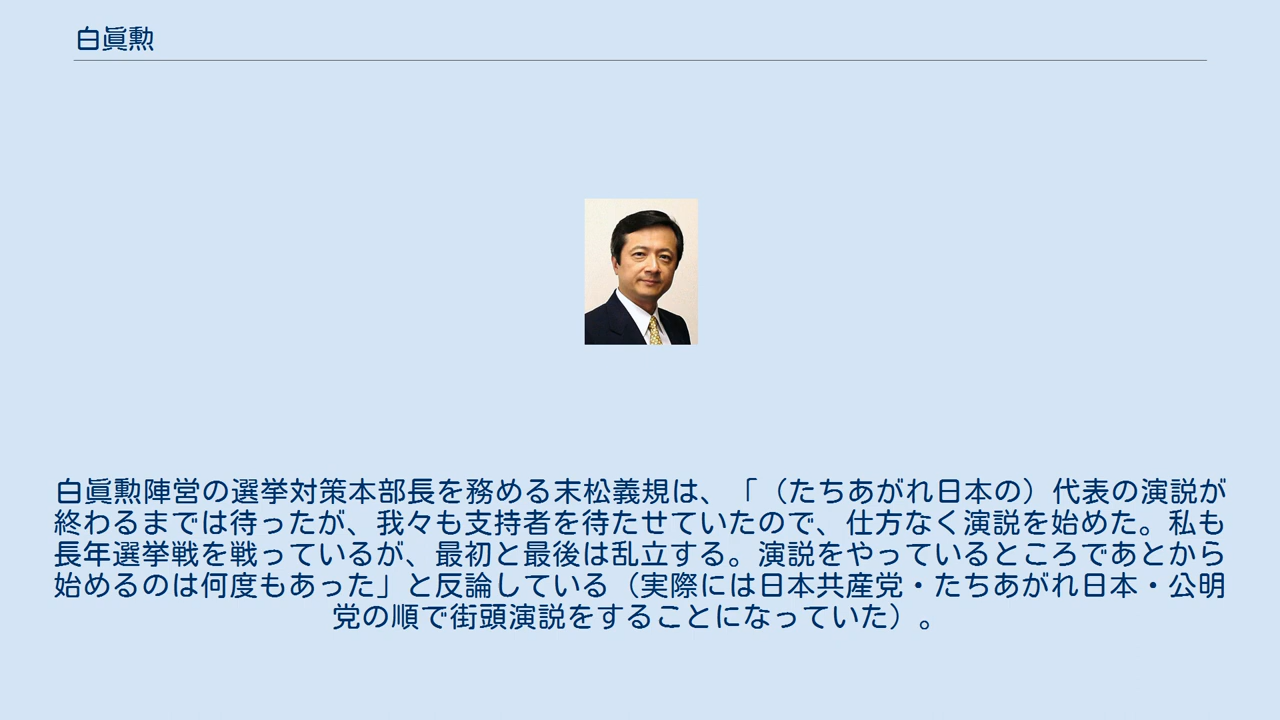 白眞勲
白眞勲陣営の選挙対策本部長を務める末松義規は、「（たちあがれ日本の）代表の演説が
終わるまでは待ったが、我々も支持者を待たせていたので、仕方なく演説を始めた。私も
長年選挙戦を戦っているが、最初と最後は乱立する。演説をやっているところであとから
始めるのは何度もあった」と反論している（実際には日本共産党・たちあがれ日本・公明
党の順で街頭演説をすることになっていた）。